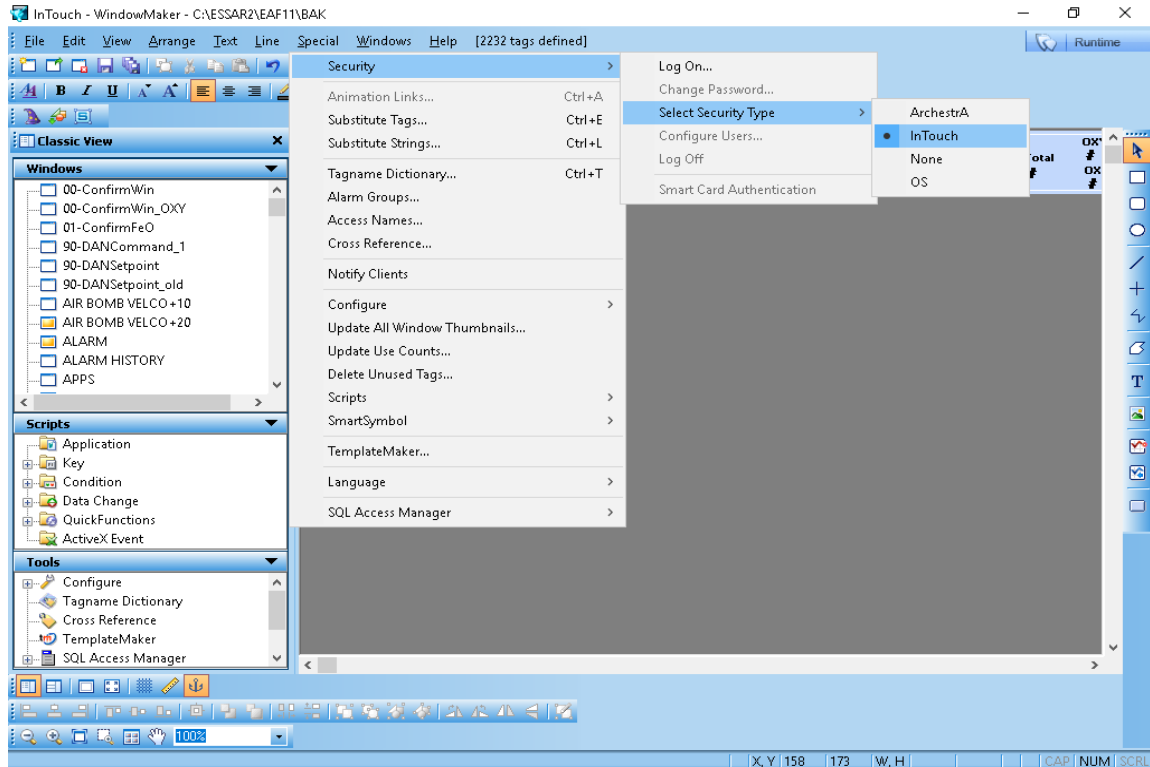 InTouch - WindowMaker - C:\ESSAR2\EAF11\BAK
File Edit View Arrange Text Line Special Windows Help [2232 tags defined]
Runtime
B I U A A
Classic View
Windows
00-ConfirmWin
00-ConfirmWin_OXY
01-ConfirmFeO
90-DANCommand_1
90-DANSetpoint
90-DANSetpoint_old
AIR BOMB VELCO+10
AIR BOMB VELCO+20
ALARM
ALARM HISTORY
APPS
Scripts
Application
Key
Condition
Data Change
QuickFunctions
ActiveX Event
Tools
Configure
Tagname Dictionary
Cross Reference
TemplateMaker
SQL Access Manager
Security
Animation Links... Ctrl+A
Substitute Tags... Ctrl+E
Substitute Strings... Ctrl+L
Tagname Dictionary... Ctrl+T
Alarm Groups...
Access Names...
Cross Reference...
Notify Clients
Configure
Update All Window Thumbnails...
Update Use Counts...
Delete Unused Tags...
Scripts
SmartSymbol
TemplateMaker...
Language
SQL Access Manager
Log On...
Change Password...
Select Security Type
Configure Users...
Log Off
Smart Card Authentication
ArchestrA
InTouch
None
OS
#
#
#
T
100%
X, Y 158 173 W, H CAP NUM SCRL